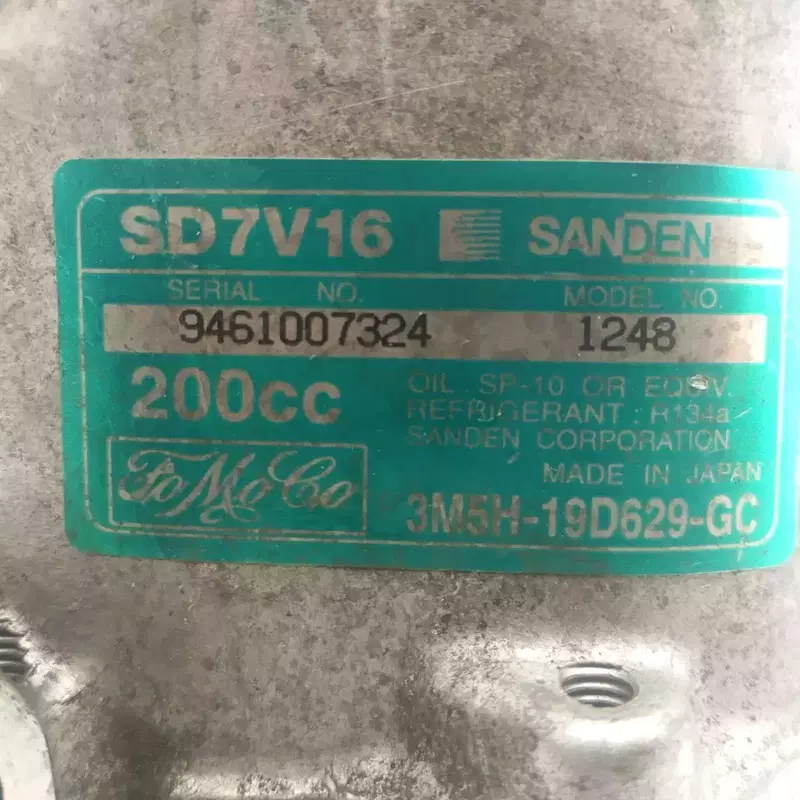 SD7V16 SANDEN
SERIAL NO. MODEL NO.
9461007324 1248
200cc
OIL SP-10 OR EQUIV.
REFRIGERANT : R134a
SANDEN CORPORATION
MADE IN JAPAN
FoMoCo
3M5H-19D629-GC